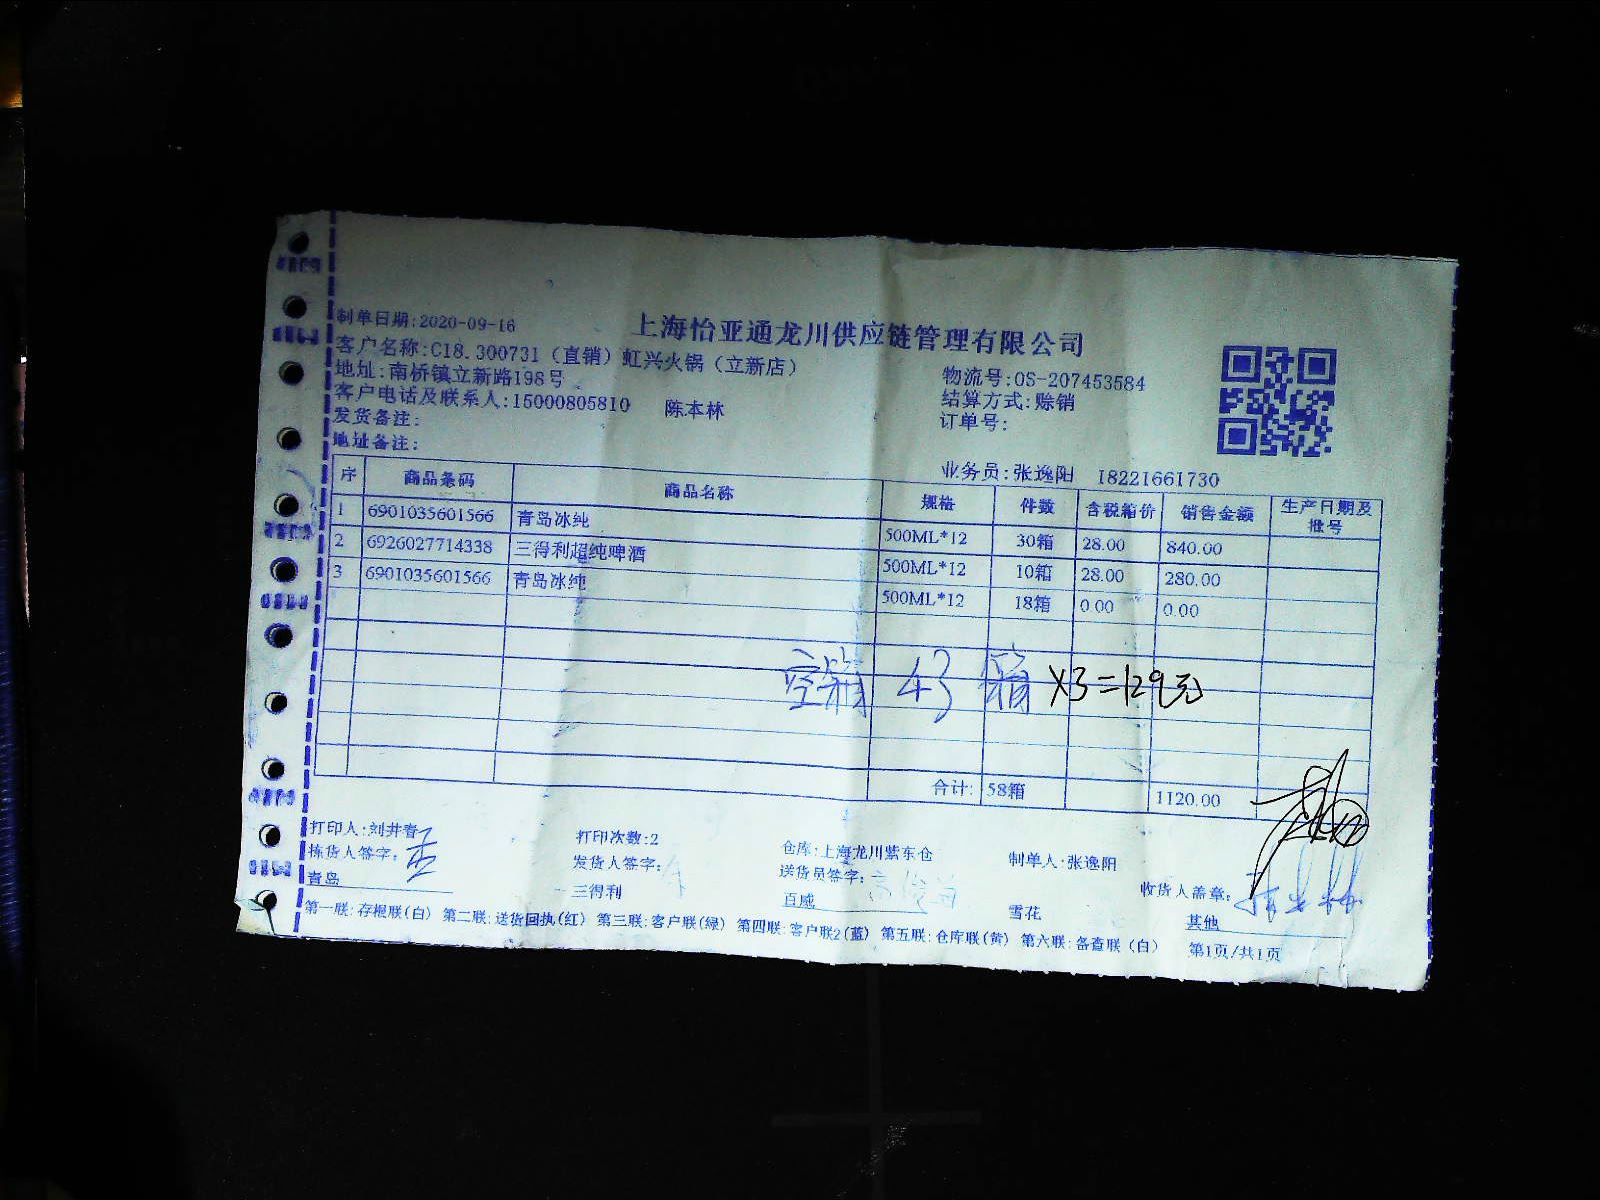 上海怡亚通龙川供应链管理有限公司
制单日期:2020-09-16
客户名称:C18.300731（直销）虹兴火锅（立新店）
地址:南桥镇立新路198号
物流号:OS-207453584
客户电话及联系人:15000805810 陈本林
结算方式:赊销
发货备注:
订单号:
地址备注:
业务员:张逸阳 18221661730
序 商品条码 商品名称 规格 件数 含税箱价 销售金额 生产日期及批号
1 6901035601566 青岛冰纯 500ML*12 30箱 28.00 840.00
2 6926027714338 三得利超纯啤酒 500ML*12 10箱 28.00 280.00
3 6901035601566 青岛冰纯 500ML*12 18箱 0.00 0.00
空箱 43 箱 ×3=129元
合计: 58箱 1120.00
打印人:刘井春 打印次数:2 仓库:上海龙川紫东仓 制单人:张逸阳
拣货人签字: 发货人签字: 送货员签字: 收货人盖章:
青岛 三得利 百威 雪花 其他
第一联:存根联(白) 第二联:送货回执(红) 第三联:客户联(绿) 第四联:客户联2(蓝) 第五联:仓库联(黄) 第六联:备查联(白) 第1页/共1页